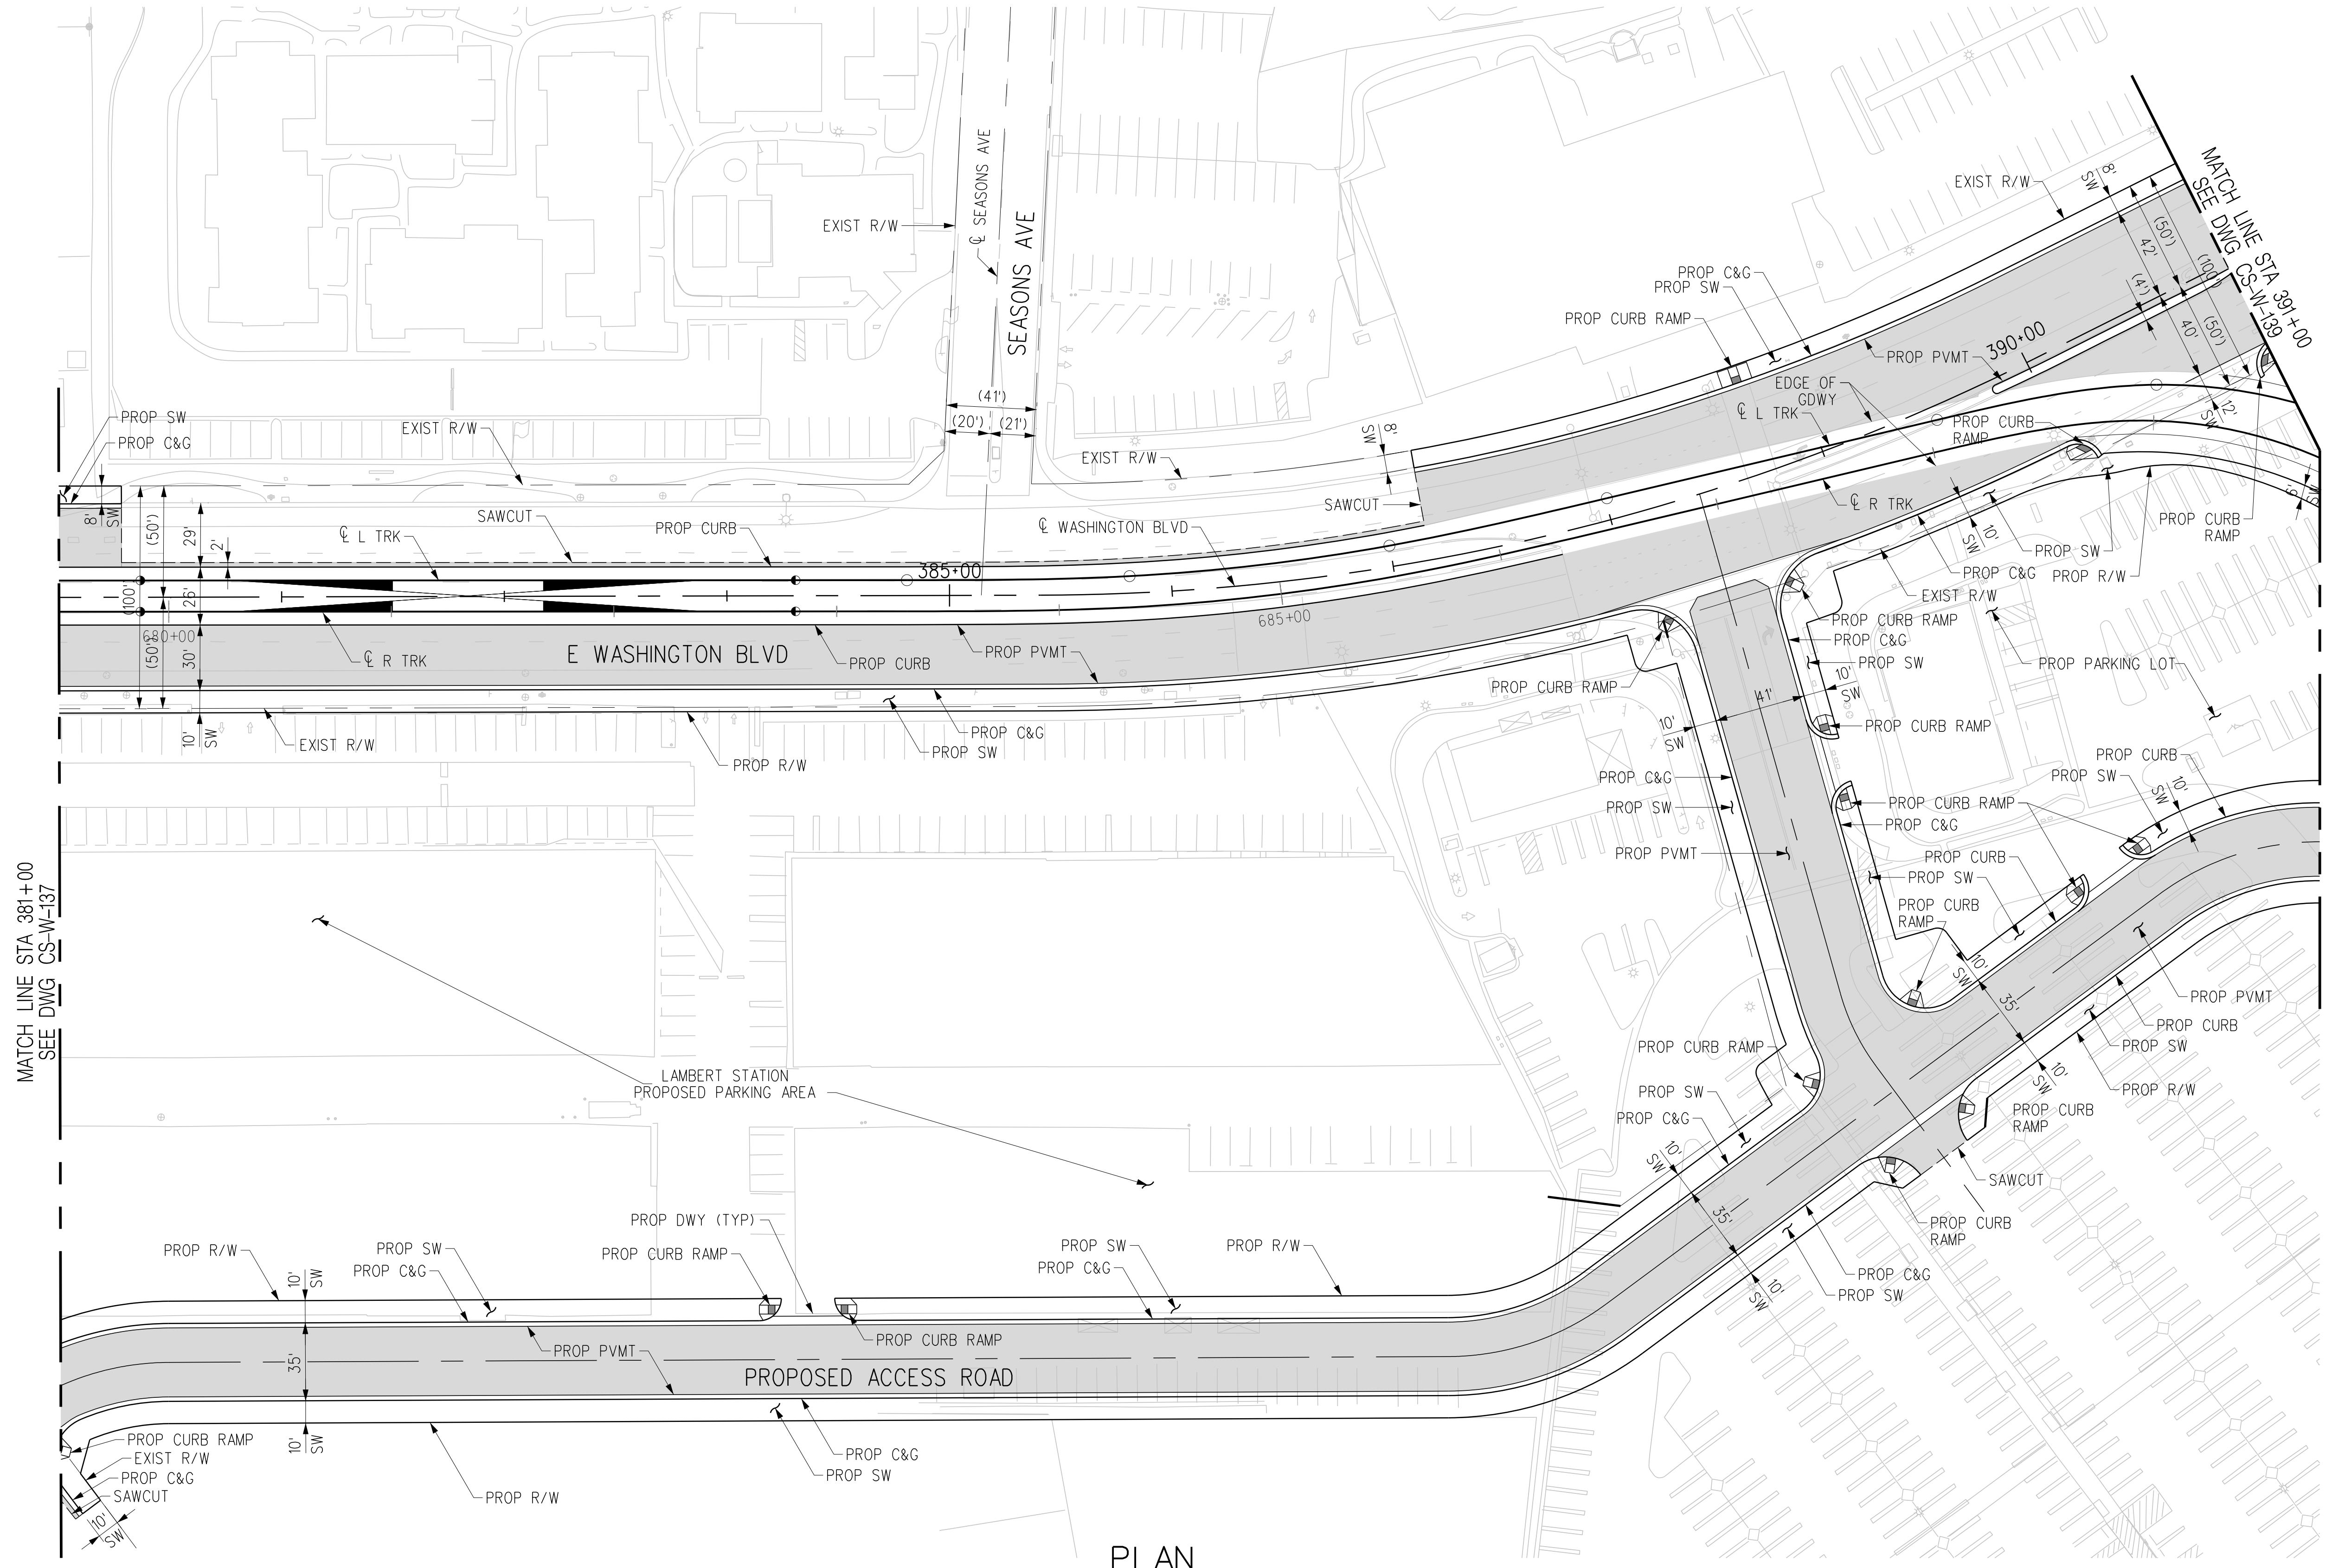 MATCH LINE STA 381+00
SEE DWG CS-W-137
PROP SW
PROP C&G
8'
SW
(50')
(100')
(50')
29'
2'
26'
30'
10'
SW
680+00
EXIST R/W
SAWCUT
℄ L TRK
PROP CURB
℄ R TRK
E WASHINGTON BLVD
EXIST R/W
PROP CURB
385+00
PROP PVMT
PROP C&G
PROP SW
PROP R/W
EXIST R/W
℄ SEASONS AVE
SEASONS AVE
(41')
(20')
(21')
EXIST R/W
℄ WASHINGTON BLVD
685+00
8'
SW
SAWCUT
PROP C&G
PROP SW
PROP CURB RAMP
EXIST R/W
8'
SW
MATCH LINE STA 391+00
SEE DWG CS-W-139
(50')
42'
(100')
(4')
40'
(50')
12'
SW
390+00
PROP PVMT
EDGE OF
GDWY
℄ L TRK
PROP CURB
RAMP
℄ R TRK
10'
SW
PROP CURB
RAMP
PROP SW
PROP C&G
PROP R/W
EXIST R/W
PROP CURB RAMP
PROP C&G
PROP SW
10'
SW
PROP PARKING LOT
PROP CURB RAMP
41'
10'
SW
PROP CURB RAMP
PROP C&G
PROP SW
PROP PVMT
PROP CURB
PROP SW
10'
SW
PROP CURB RAMP
PROP C&G
PROP CURB
PROP SW
PROP CURB
RAMP
10'
SW
35'
10'
SW
PROP PVMT
PROP CURB
PROP SW
PROP R/W
PROP CURB
RAMP
SAWCUT
PROP CURB
RAMP
PROP CURB RAMP
PROP SW
PROP C&G
10'
SW
35'
10'
SW
PROP C&G
PROP SW
LAMBERT STATION
PROPOSED PARKING AREA
PROP DWY (TYP)
PROP CURB RAMP
PROP R/W
PROP SW
PROP C&G
10'
SW
35'
10'
SW
PROP PVMT
PROP CURB RAMP
PROP SW
PROP C&G
PROP R/W
PROPOSED ACCESS ROAD
PROP C&G
PROP SW
PROP R/W
PROP CURB RAMP
EXIST R/W
PROP C&G
SAWCUT
10'
SW
PLAN